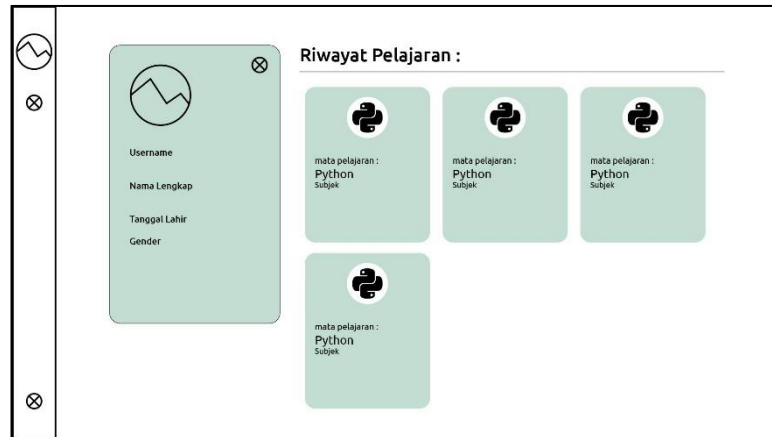 Riwayat Pelajaran :
Username
Nama Lengkap
Tanggal Lahir
Gender
mata pelajaran :
Python
Subjek
mata pelajaran :
Python
Subjek
mata pelajaran :
Python
Subjek
mata pelajaran :
Python
Subjek